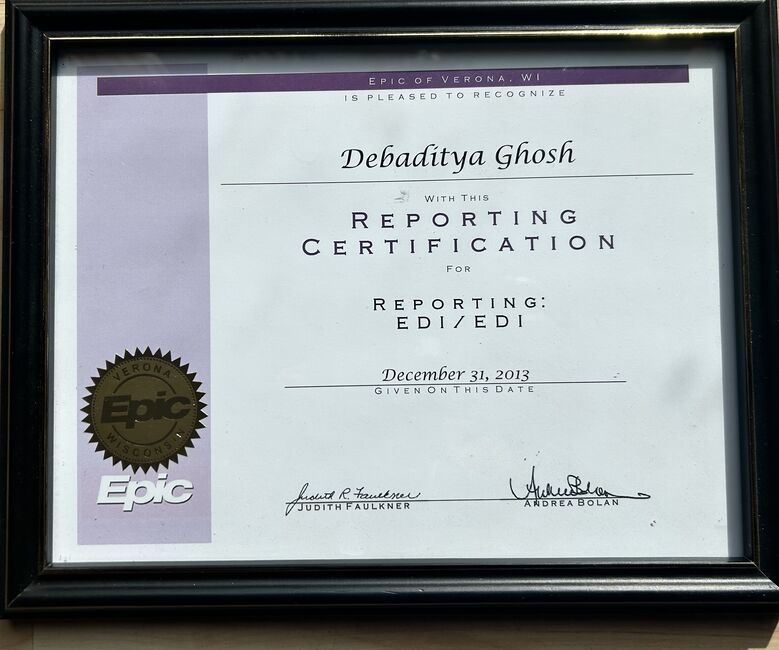 EPIC OF VERONA, WI
IS PLEASED TO RECOGNIZE
Debaditya Ghosh
WITH THIS
REPORTING
CERTIFICATION
FOR
REPORTING:
EDI/EDI
December 31, 2013
GIVEN ON THIS DATE
VERONA
Epic
WISCONSIN
Epic
Judith R. Faulkner
JUDITH FAULKNER
Andrea Bolan
ANDREA BOLAN